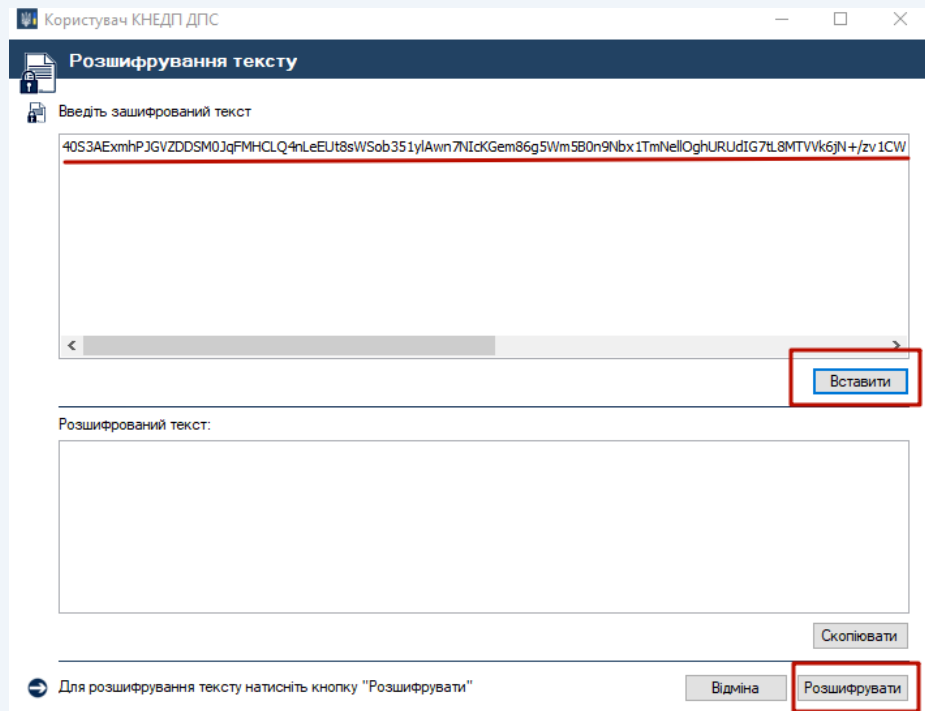 Користувач КНЕДП ДПС
Розшифрування тексту
Введіть зашифрований текст
40S3AExmhPJGVZDDSM0JqFMHCLQ4nLeEUt8sWSob351ylAwn7NIcKGem86g5Wm5B0n9Nbx1TmNellOghURUdIG7tL8MTVVk6jN+/zv1CW
Вставити
Розшифрований текст:
Скопіювати
Для розшифрування тексту натисніть кнопку "Розшифрувати"
Відміна
Розшифрувати